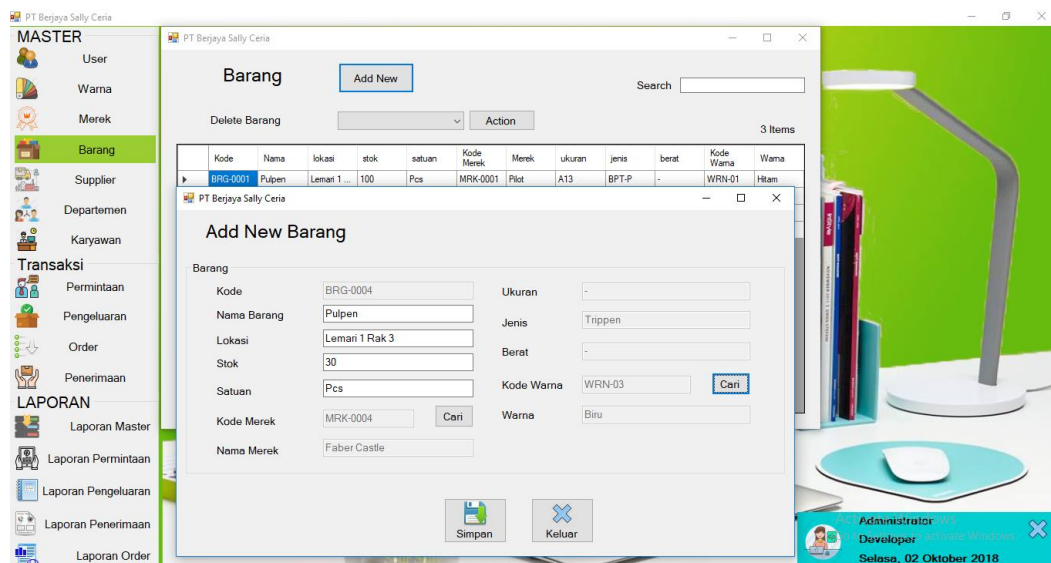 PT Berjaya Sally Ceria
MASTER
User
Warna
Merek
Barang
Supplier
Departemen
Karyawan
Transaksi
Permintaan
Pengeluaran
Order
Penerimaan
LAPORAN
Laporan Master
Laporan Permintaan
Laporan Pengeluaran
Laporan Penerimaan
Laporan Order
PT Berjaya Sally Ceria
Barang
Add New
Search
Delete Barang
Action
3 Items
Kode Nama lokasi stok satuan Kode Merek Merek ukuran jenis berat Kode Warna Warna
BRG-0001 Pulpen Lemari 1 ... 100 Pcs MRK-0001 Pilot A13 BPT-P - WRN-01 Hitam
PT Berjaya Sally Ceria
Add New Barang
Barang
Kode BRG-0004
Nama Barang Pulpen
Lokasi Lemari 1 Rak 3
Stok 30
Satuan Pcs
Kode Merek MRK-0004 Cari
Nama Merek Faber Castle
Ukuran -
Jenis Trippen
Berat -
Kode Warna WRN-03 Cari
Warna Biru
Simpan
Keluar
Administrator
Developer
Selasa, 02 Oktober 2018